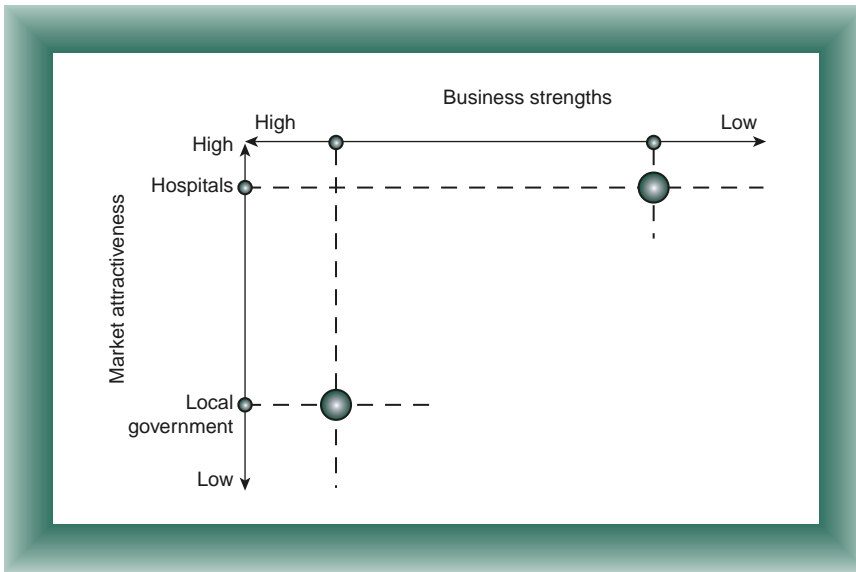 Business strengths
High
Low
High
Hospitals
Market attractiveness
Local
government
Low